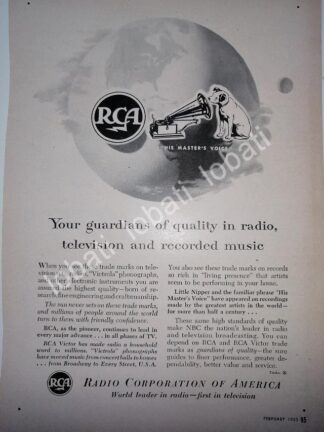 RCA
"HIS MASTER'S VOICE"
Your guardians of quality in radio,
television and recorded music
When you see these trade marks on tele-
vision, radios, "Victrola" phonographs,
and other electronic instruments you are
assured the highest quality—born of re-
search, fine engineering and craftsmanship.
The sun never sets on these trade marks,
and millions of people around the world
turn to them with friendly confidence.
RCA, as the pioneer, continues to lead in
every major advance . . . In all phases of TV.
RCA Victor has made radio a household
word to millions. "Victrola" phonographs
have moved music from concert halls to homes
. . . from Broadway to Every Street, U.S.A.
You also see these trade marks on records
so rich in "living presence" that artists
seem to be performing in your home.
Little Nipper and the familiar phrase "His
Master's Voice" have appeared on recordings
made by the greatest artists in the world—
for more than half a century . . .
These same high standards of quality
make NBC the nation's leader in radio
and television broadcasting. You can
depend on RCA and RCA Victor trade
marks as guardians of quality—the sure
guides to finer performance, greater de-
pendability, better value and service.
RCA
RADIO CORPORATION OF AMERICA
World leader in radio—first in television
FEBRUARY 95
lobati lobati lobati
lobati lobati lobati